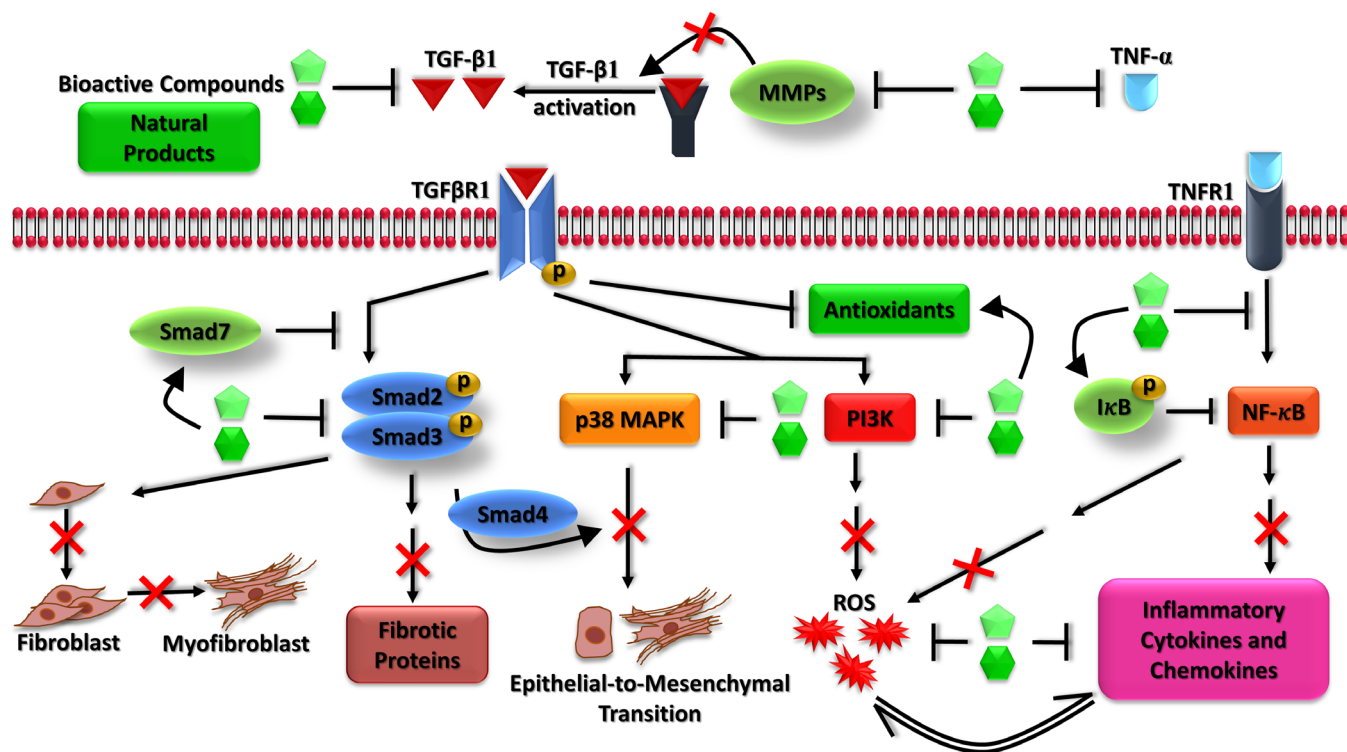 Bioactive Compounds
Natural
Products
TGF-β1
TGF-β1
activation
MMPs
TNF-α
TGFβR1
TNFR1
p
Antioxidants
Smad7
Smad2
p
Smad3
p
p38 MAPK
PI3K
IκB
p
NF-κB
Smad4
ROS
Fibroblast
Myofibroblast
Fibrotic
Proteins
Epithelial-to-Mesenchymal
Transition
Inflammatory
Cytokines and
Chemokines